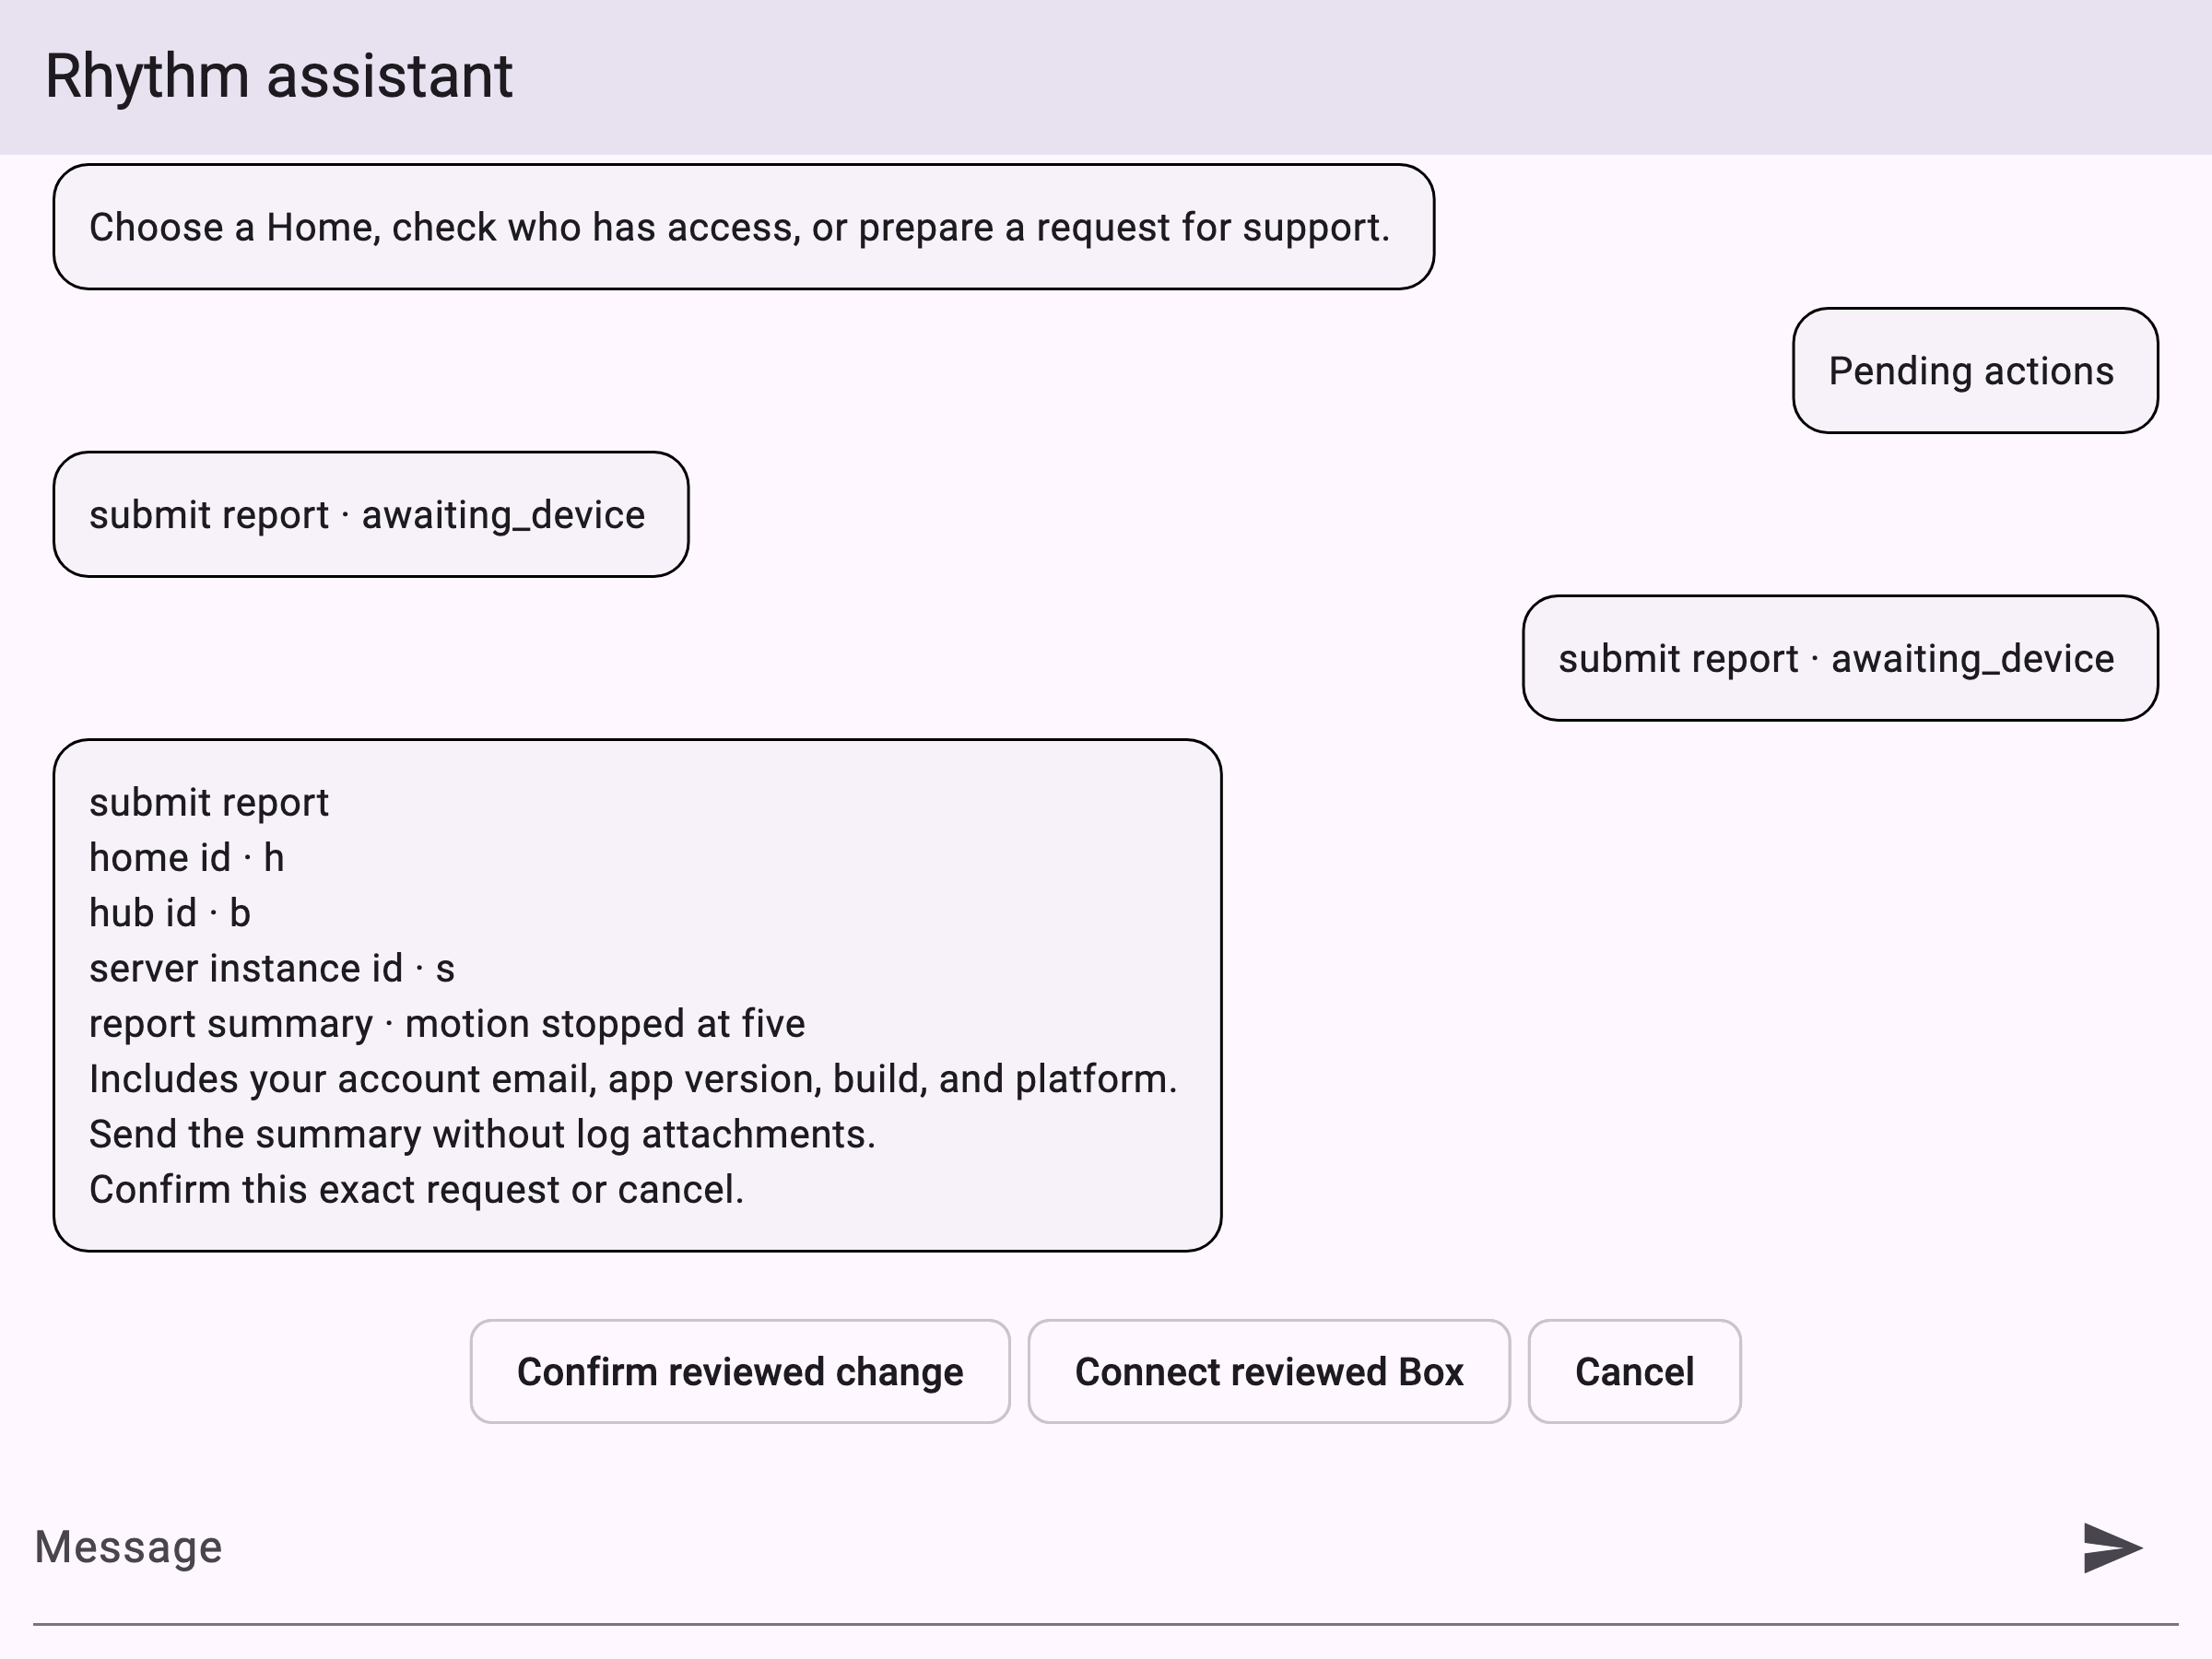 Rhythm assistant
Choose a Home, check who has access, or prepare a request for support.
Pending actions
submit report · awaiting_device
submit report · awaiting_device
submit report
home id · h
hub id · b
server instance id · s
report summary · motion stopped at five
Includes your account email, app version, build, and platform.
Send the summary without log attachments.
Confirm this exact request or cancel.
Confirm reviewed change
Connect reviewed Box
Cancel
Message